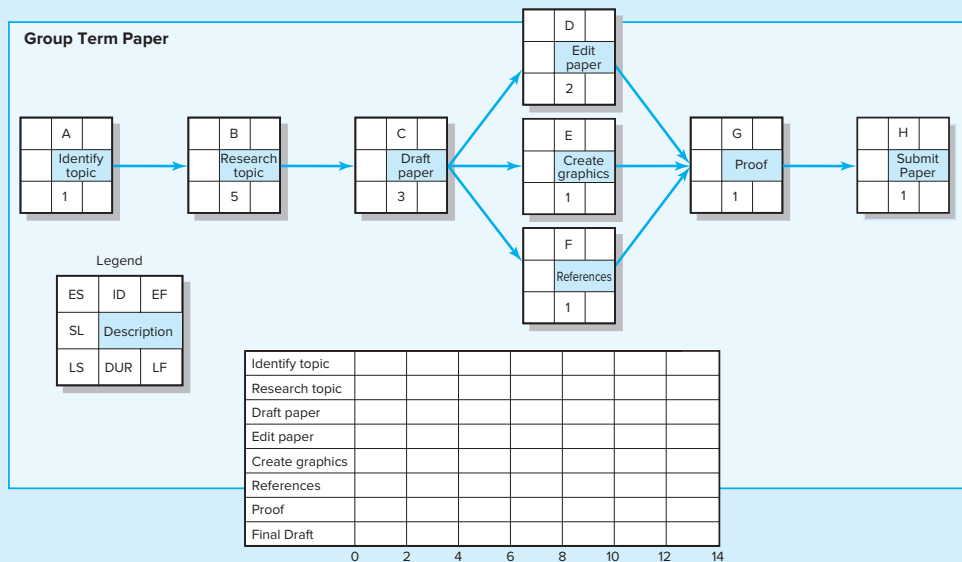 Group Term Paper
A
Identify
topic
1
B
Research
topic
5
C
Draft
paper
3
D
Edit
paper
2
E
Create
graphics
1
F
References
1
G
Proof
1
H
Submit
Paper
1
Legend
ES ID EF
SL Description
LS DUR LF
Identify topic
Research topic
Draft paper
Edit paper
Create graphics
References
Proof
Final Draft
0 2 4 6 8 10 12 14